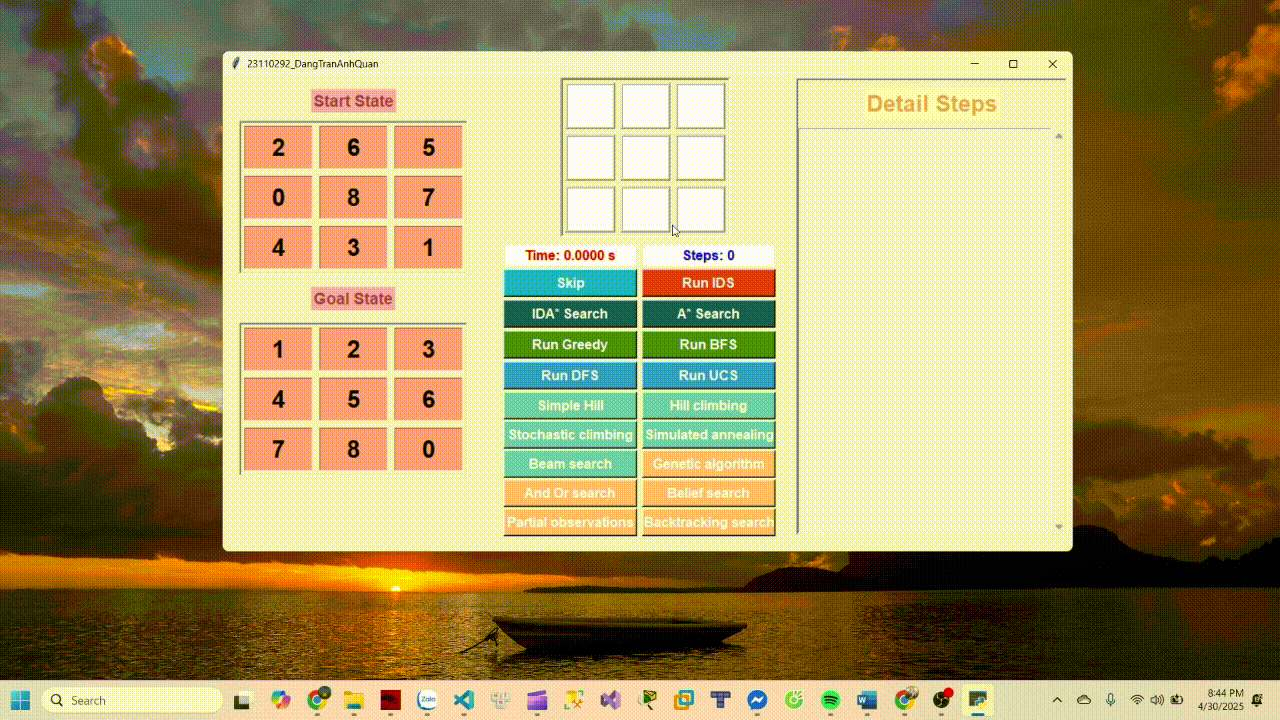 23110292_DangTranAnhQuan
Start State
2 6 5
0 8 7
4 3 1
Goal State
1 2 3
4 5 6
7 8 0
Time: 0.0000 s
Steps: 0
Skip
Run IDS
IDA* Search
A* Search
Run Greedy
Run BFS
Run DFS
Run UCS
Simple Hill
Hill climbing
Stochastic climbing
Simulated annealing
Beam search
Genetic algorithm
And Or search
Belief search
Partial observations
Backtracking search
Detail Steps
Search
Zalo
8:44 PM
4/30/2025